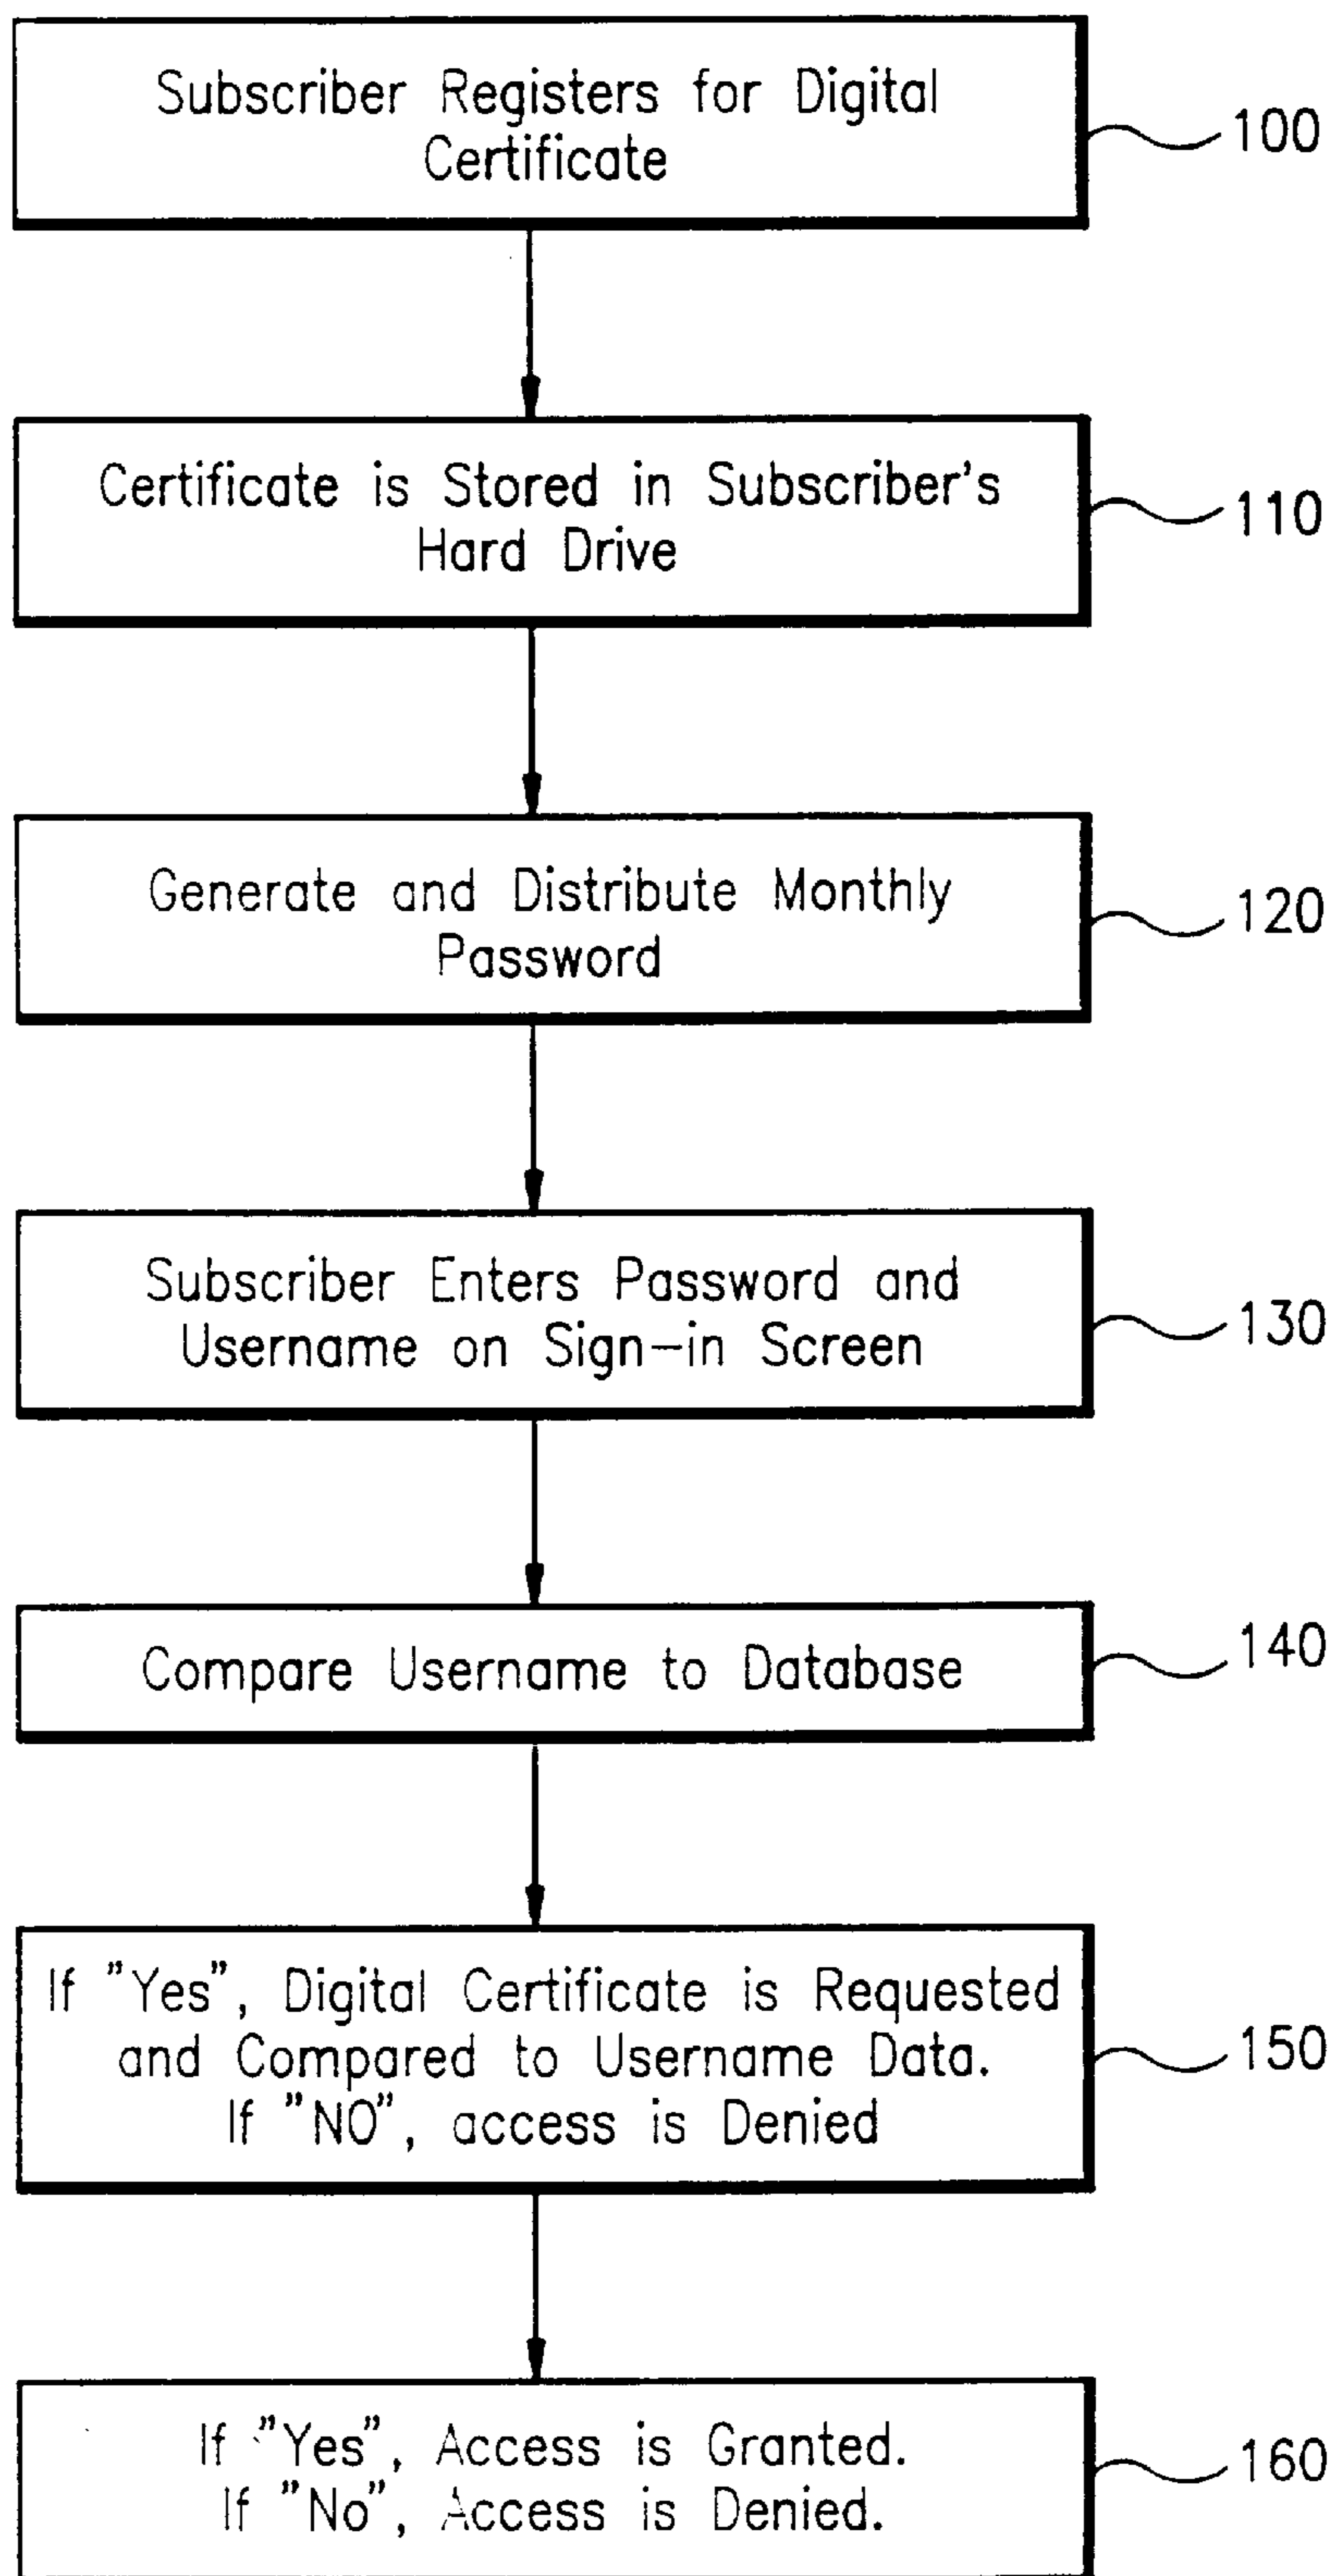 Subscriber Registers for Digital
Certificate
100
Certificate is Stored in Subscriber's
Hard Drive
110
Generate and Distribute Monthly
Password
120
Subscriber Enters Password and
Username on Sign-in Screen
130
Compare Username to Database
140
If "Yes", Digital Certificate is Requested
and Compared to Username Data.
If "NO", access is Denied
150
If "Yes", Access is Granted.
If "No", Access is Denied.
160